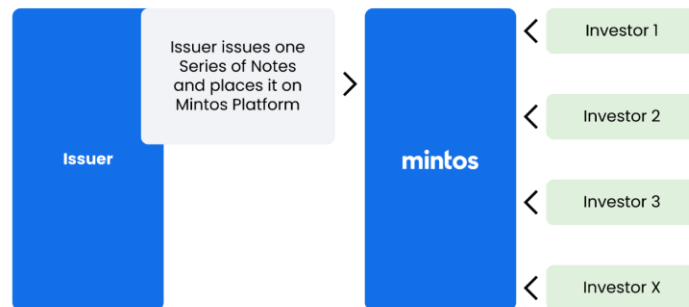 Issuer issues one
Series of Notes
and places it on
Mintos Platform
Issuer
mintos
Investor 1
Investor 2
Investor 3
Investor X